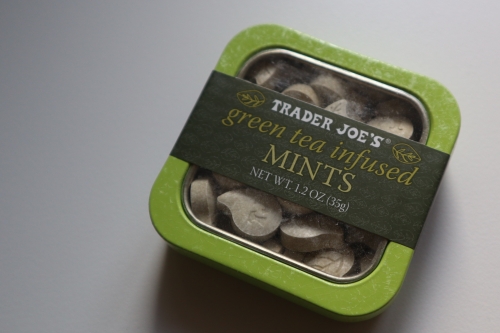 TRADER JOE'S®
green tea infused
MINTS
NET WT. 1.2 OZ (35g)